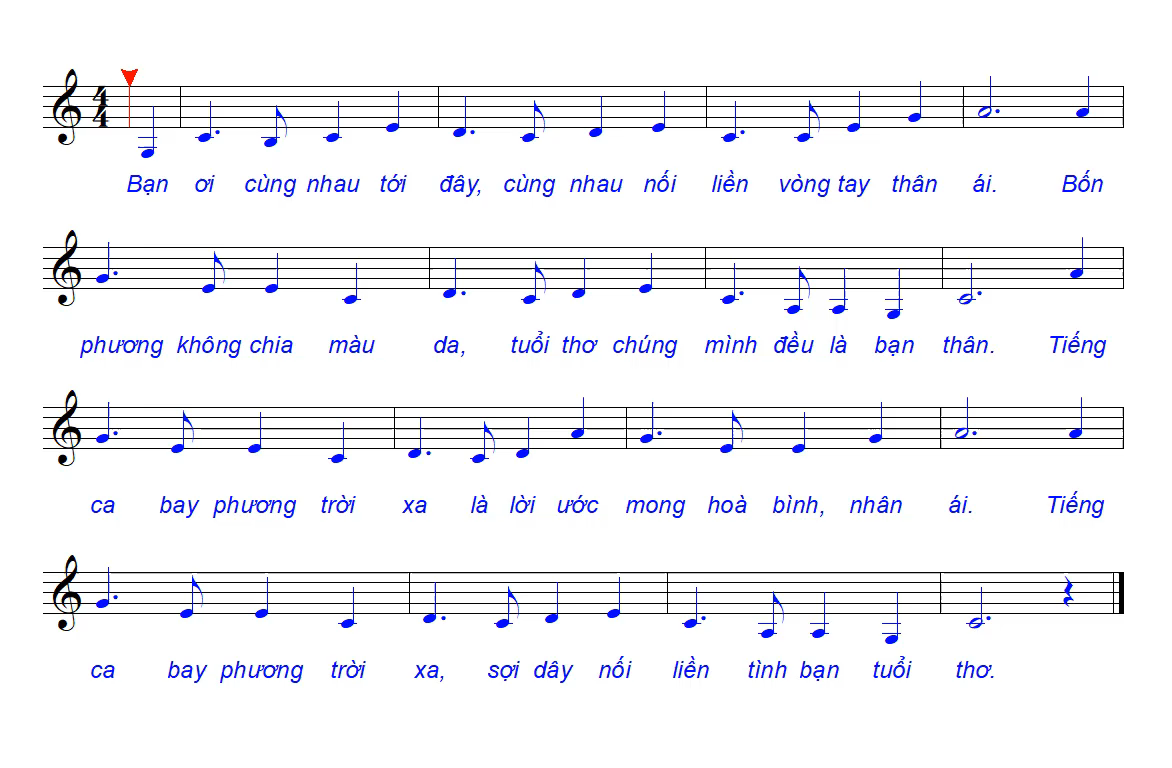 4
4
Bạn ơi cùng nhau tới đây, cùng nhau nối liền vòng tay thân ái. Bốn
phương không chia màu da, tuổi thơ chúng mình đều là bạn thân. Tiếng
ca bay phương trời xa là lời ước mong hoà bình, nhân ái. Tiếng
ca bay phương trời xa, sợi dây nối liền tình bạn tuổi thơ.